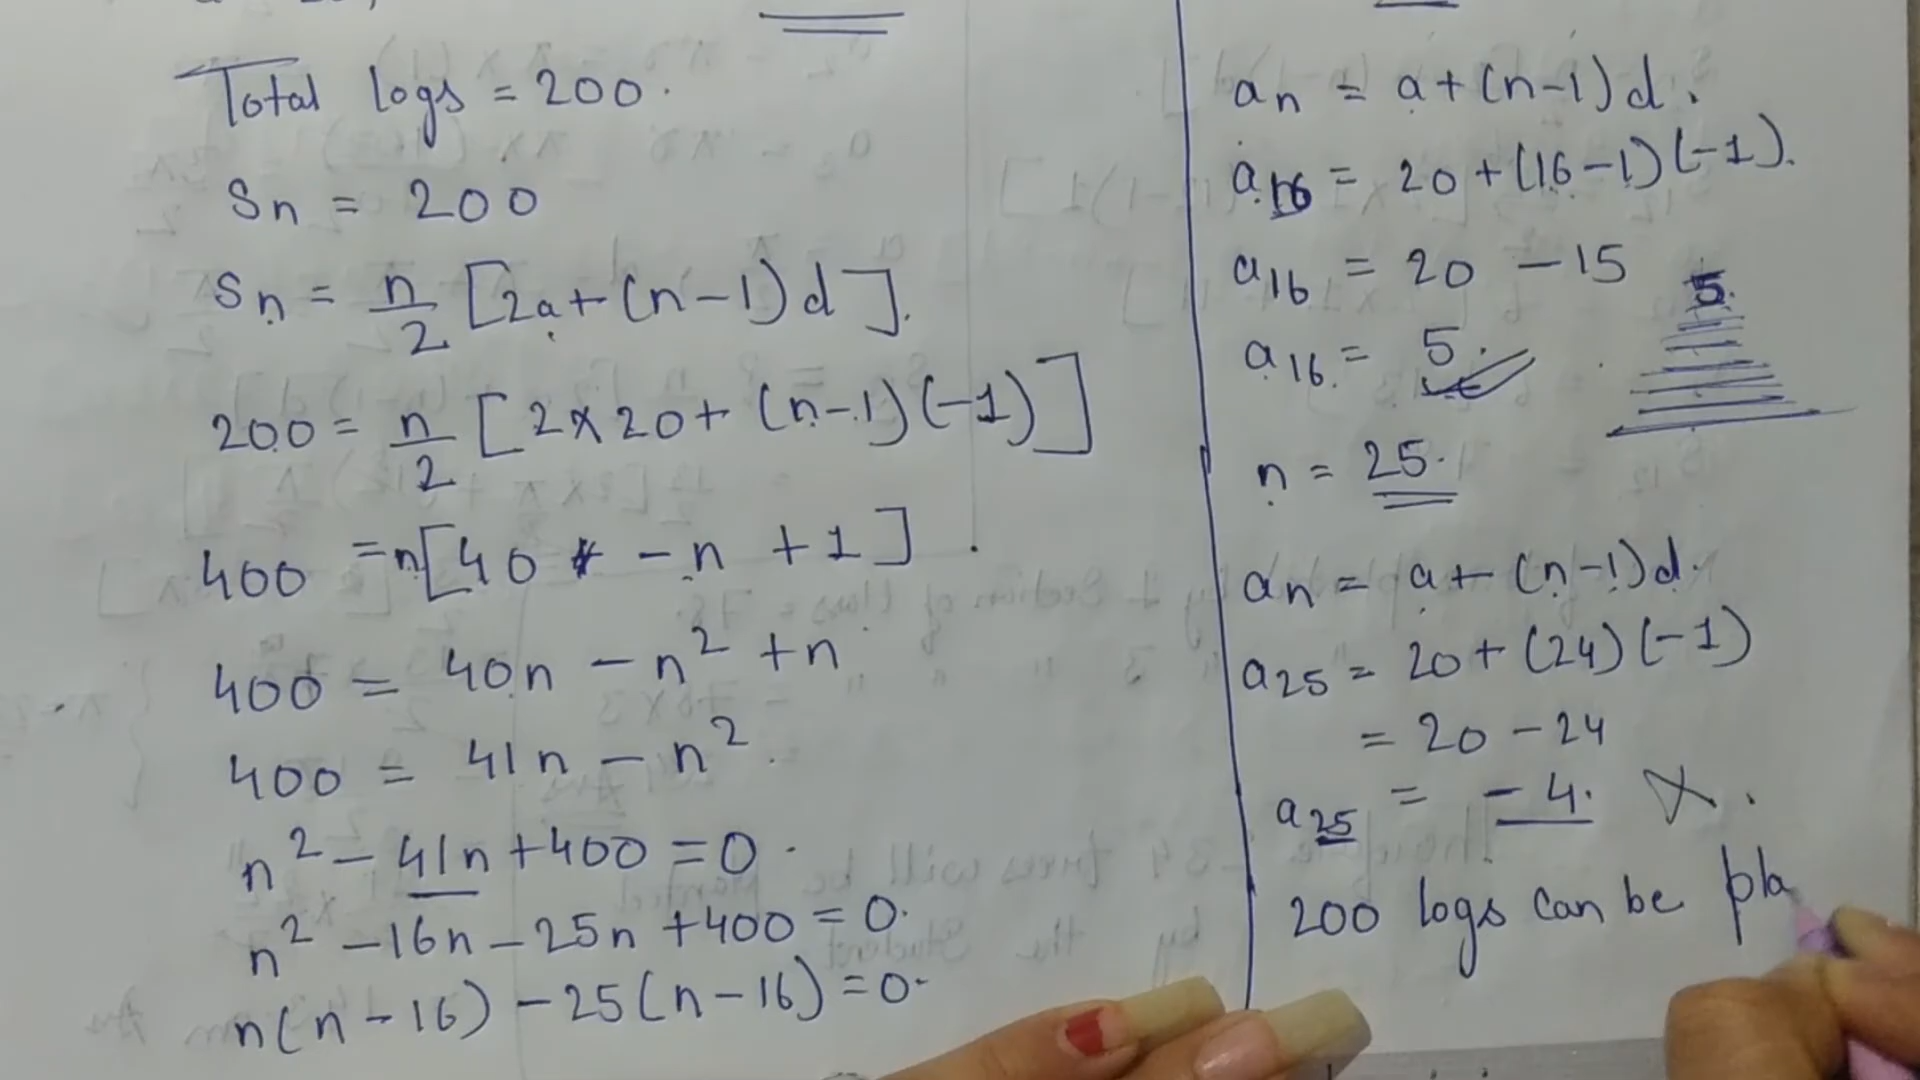 Total logs = 200.
Sn = 200
Sn = n/2 [2a+(n-1)d].
200 = n/2 [2×20+(n-1)(-1)]
400 = n[40 - n + 1].
400 = 40n - n² + n
400 = 41n - n².
n² - 41n + 400 = 0.
n² - 16n - 25n + 400 = 0.
n(n-16) - 25(n-16) = 0.
an = a+(n-1)d.
a16 = 20+(16-1)(-1).
a16 = 20 - 15
a16 = 5.
5.
n = 25.
an = a+(n-1)d.
a25 = 20+(24)(-1)
= 20 - 24
a25 = -4. ×.
200 logs can be pla